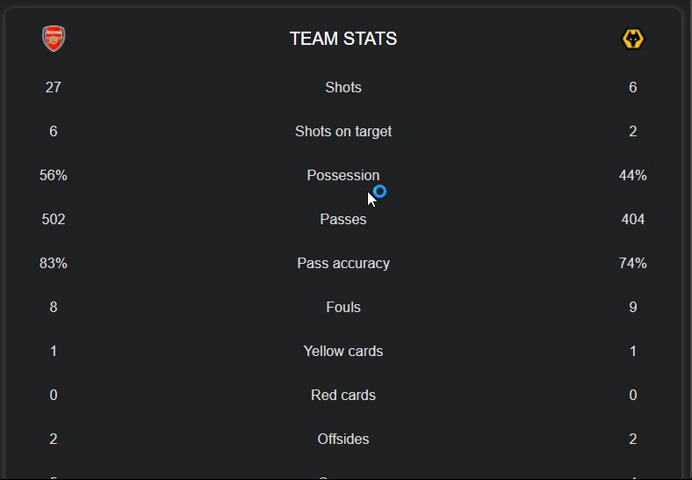 TEAM STATS
27 Shots 6
6 Shots on target 2
56% Possession 44%
502 Passes 404
83% Pass accuracy 74%
8 Fouls 9
1 Yellow cards 1
0 Red cards 0
2 Offsides 2